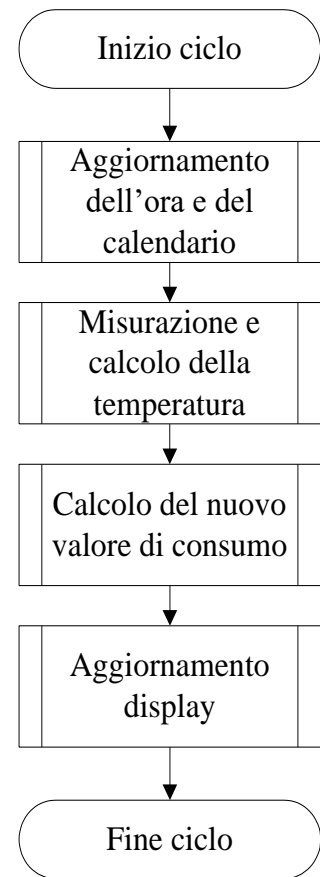 Inizio ciclo
Aggiornamento
dell’ora e del
calendario
Misurazione e
calcolo della
temperatura
Calcolo del nuovo
valore di consumo
Aggiornamento
display
Fine ciclo